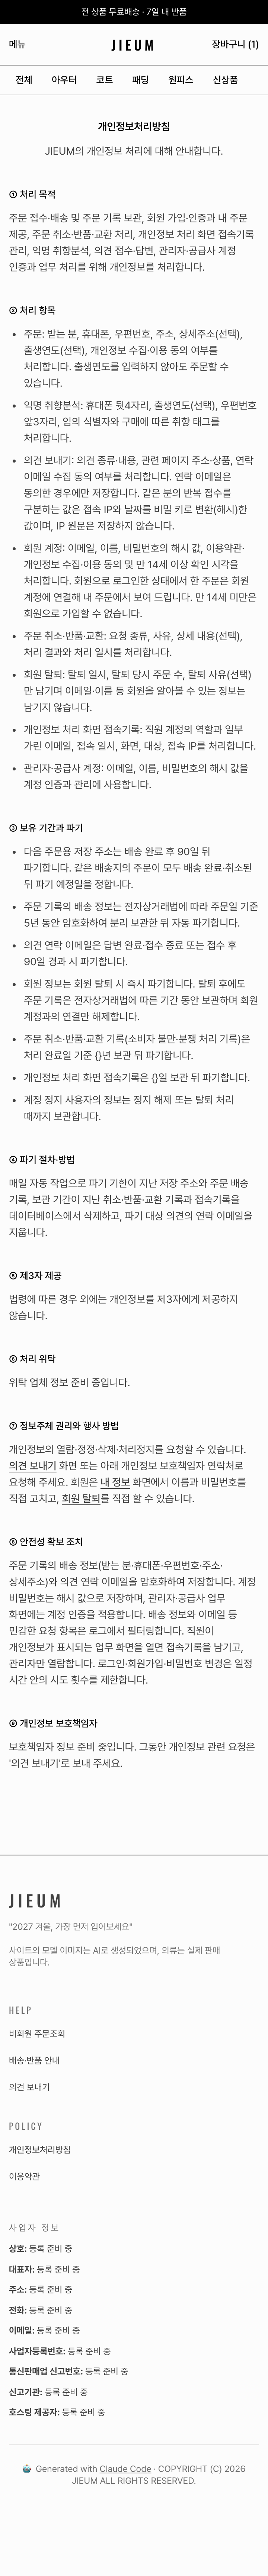 전 상품 무료배송 · 7일 내 반품
메뉴
JIEUM
장바구니 (1)
전체 아우터 코트 패딩 원피스 신상품
개인정보처리방침
JIEUM의 개인정보 처리에 대해 안내합니다.
① 처리 목적
주문 접수·배송 및 주문 기록 보관, 회원 가입·인증과 내 주문
제공, 주문 취소·반품·교환 처리, 개인정보 처리 화면 접속기록
관리, 익명 취향분석, 의견 접수·답변, 관리자·공급사 계정
인증과 업무 처리를 위해 개인정보를 처리합니다.
② 처리 항목
• 주문: 받는 분, 휴대폰, 우편번호, 주소, 상세주소(선택),
출생연도(선택), 개인정보 수집·이용 동의 여부를
처리합니다. 출생연도를 입력하지 않아도 주문할 수
있습니다.
• 익명 취향분석: 휴대폰 뒷4자리, 출생연도(선택), 우편번호
앞3자리, 임의 식별자와 구매에 따른 취향 태그를
처리합니다.
• 의견 보내기: 의견 종류·내용, 관련 페이지 주소·상품, 연락
이메일 수집 동의 여부를 처리합니다. 연락 이메일은
동의한 경우에만 저장합니다. 같은 분의 반복 접수를
구분하는 값은 접속 IP와 날짜를 비밀 키로 변환(해시)한
값이며, IP 원문은 저장하지 않습니다.
• 회원 계정: 이메일, 이름, 비밀번호의 해시 값, 이용약관·
개인정보 수집·이용 동의 및 만 14세 이상 확인 시각을
처리합니다. 회원으로 로그인한 상태에서 한 주문은 회원
계정에 연결해 내 주문에서 보여 드립니다. 만 14세 미만은
회원으로 가입할 수 없습니다.
• 주문 취소·반품·교환: 요청 종류, 사유, 상세 내용(선택),
처리 결과와 처리 일시를 처리합니다.
• 회원 탈퇴: 탈퇴 일시, 탈퇴 당시 주문 수, 탈퇴 사유(선택)
만 남기며 이메일·이름 등 회원을 알아볼 수 있는 정보는
남기지 않습니다.
• 개인정보 처리 화면 접속기록: 직원 계정의 역할과 일부
가린 이메일, 접속 일시, 화면, 대상, 접속 IP를 처리합니다.
• 관리자·공급사 계정: 이메일, 이름, 비밀번호의 해시 값을
계정 인증과 관리에 사용합니다.
③ 보유 기간과 파기
• 다음 주문용 저장 주소는 배송 완료 후 90일 뒤
파기합니다. 같은 배송지의 주문이 모두 배송 완료·취소된
뒤 파기 예정일을 정합니다.
• 주문 기록의 배송 정보는 전자상거래법에 따라 주문일 기준
5년 동안 암호화하여 분리 보관한 뒤 자동 파기합니다.
• 의견 연락 이메일은 답변 완료·접수 종료 또는 접수 후
90일 경과 시 파기합니다.
• 회원 정보는 회원 탈퇴 시 즉시 파기합니다. 탈퇴 후에도
주문 기록은 전자상거래법에 따른 기간 동안 보관하며 회원
계정과의 연결만 해제합니다.
• 주문 취소·반품·교환 기록(소비자 불만·분쟁 처리 기록)은
처리 완료일 기준 {}년 보관 뒤 파기합니다.
• 개인정보 처리 화면 접속기록은 {}일 보관 뒤 파기합니다.
• 계정 정지 사용자의 정보는 정지 해제 또는 탈퇴 처리
때까지 보관합니다.
④ 파기 절차·방법
매일 자동 작업으로 파기 기한이 지난 저장 주소와 주문 배송
기록, 보관 기간이 지난 취소·반품·교환 기록과 접속기록을
데이터베이스에서 삭제하고, 파기 대상 의견의 연락 이메일을
지웁니다.
⑤ 제3자 제공
법령에 따른 경우 외에는 개인정보를 제3자에게 제공하지
않습니다.
⑥ 처리 위탁
위탁 업체 정보 준비 중입니다.
⑦ 정보주체 권리와 행사 방법
개인정보의 열람·정정·삭제·처리정지를 요청할 수 있습니다.
의견 보내기 화면 또는 아래 개인정보 보호책임자 연락처로
요청해 주세요. 회원은 내 정보 화면에서 이름과 비밀번호를
직접 고치고, 회원 탈퇴를 직접 할 수 있습니다.
⑧ 안전성 확보 조치
주문 기록의 배송 정보(받는 분·휴대폰·우편번호·주소·
상세주소)와 의견 연락 이메일을 암호화하여 저장합니다. 계정
비밀번호는 해시 값으로 저장하며, 관리자·공급사 업무
화면에는 계정 인증을 적용합니다. 배송 정보와 이메일 등
민감한 요청 항목은 로그에서 필터링합니다. 직원이
개인정보가 표시되는 업무 화면을 열면 접속기록을 남기고,
관리자만 열람합니다. 로그인·회원가입·비밀번호 변경은 일정
시간 안의 시도 횟수를 제한합니다.
⑨ 개인정보 보호책임자
보호책임자 정보 준비 중입니다. 그동안 개인정보 관련 요청은
'의견 보내기'로 보내 주세요.
JIEUM
"2027 겨울, 가장 먼저 입어보세요"
사이트의 모델 이미지는 AI로 생성되었으며, 의류는 실제 판매
상품입니다.
HELP
비회원 주문조회
배송·반품 안내
의견 보내기
POLICY
개인정보처리방침
이용약관
사업자 정보
상호: 등록 준비 중
대표자: 등록 준비 중
주소: 등록 준비 중
전화: 등록 준비 중
이메일: 등록 준비 중
사업자등록번호: 등록 준비 중
통신판매업 신고번호: 등록 준비 중
신고기관: 등록 준비 중
호스팅 제공자: 등록 준비 중
🤖 Generated with Claude Code · COPYRIGHT (C) 2026
JIEUM ALL RIGHTS RESERVED.